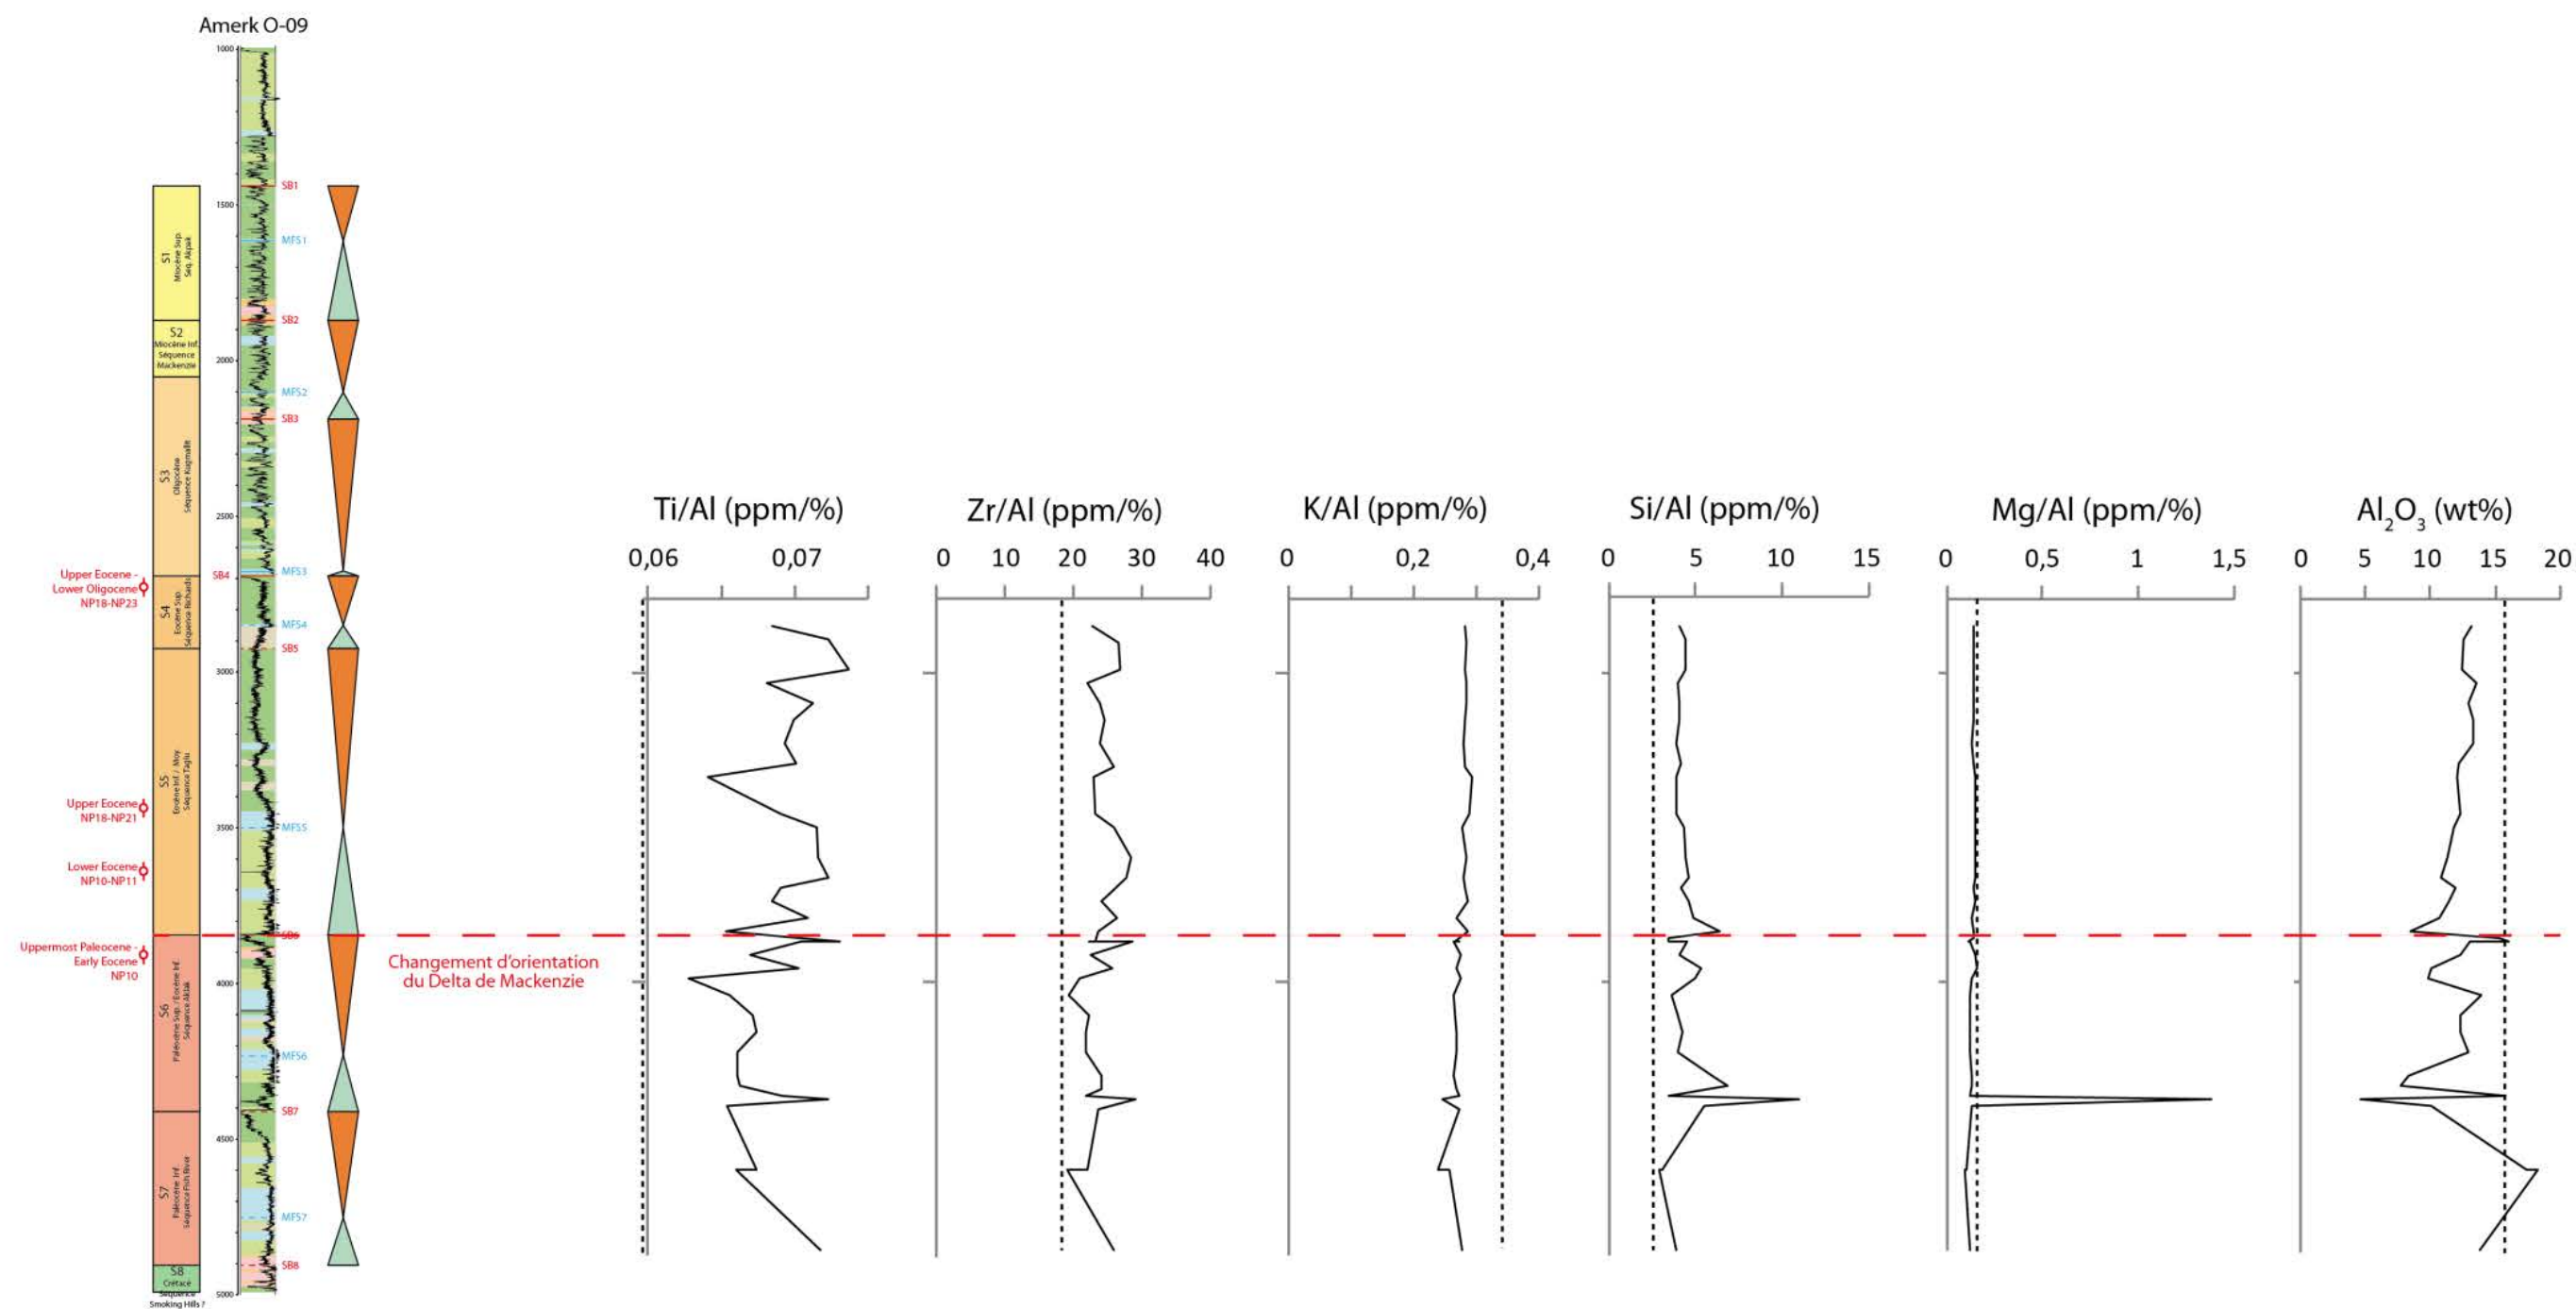 Amerk O-09
1000
1500
2000
2500
3000
3500
4000
4500
5000
SB1
MFS1
SB2
MFS2
SB3
MFS3
SB4
MFS4
SB5
MFS5
SB6
MFS6
SB7
MFS7
SB8
S1
Miocène Sup.
Seq. Akpak
S2
Miocène Inf.
Séquence
Mackenzie
S3
Oligocène
Séquence Kugmallit
S4
Eocène Sup.
Séquence Richards
S5
Eocène Inf. / Moy
Séquence Taglu
S6
Paléocène Sup. / Eocène Inf.
Séquence Aklak
S7
Paléocène Inf.
Séquence Fish River
S8
Crétacé
Séquence
Smoking Hills ?
Upper Eocene -
Lower Oligocene
NP18-NP23
Upper Eocene
NP18-NP21
Lower Eocene
NP10-NP11
Uppermost Paleocene -
Early Eocene
NP10
Changement d'orientation
du Delta de Mackenzie
Ti/Al (ppm/%)
0,06 0,07
Zr/Al (ppm/%)
0 10 20 30 40
K/Al (ppm/%)
0 0,2 0,4
Si/Al (ppm/%)
0 5 10 15
Mg/Al (ppm/%)
0 0,5 1 1,5
Al₂O₃ (wt%)
0 5 10 15 20